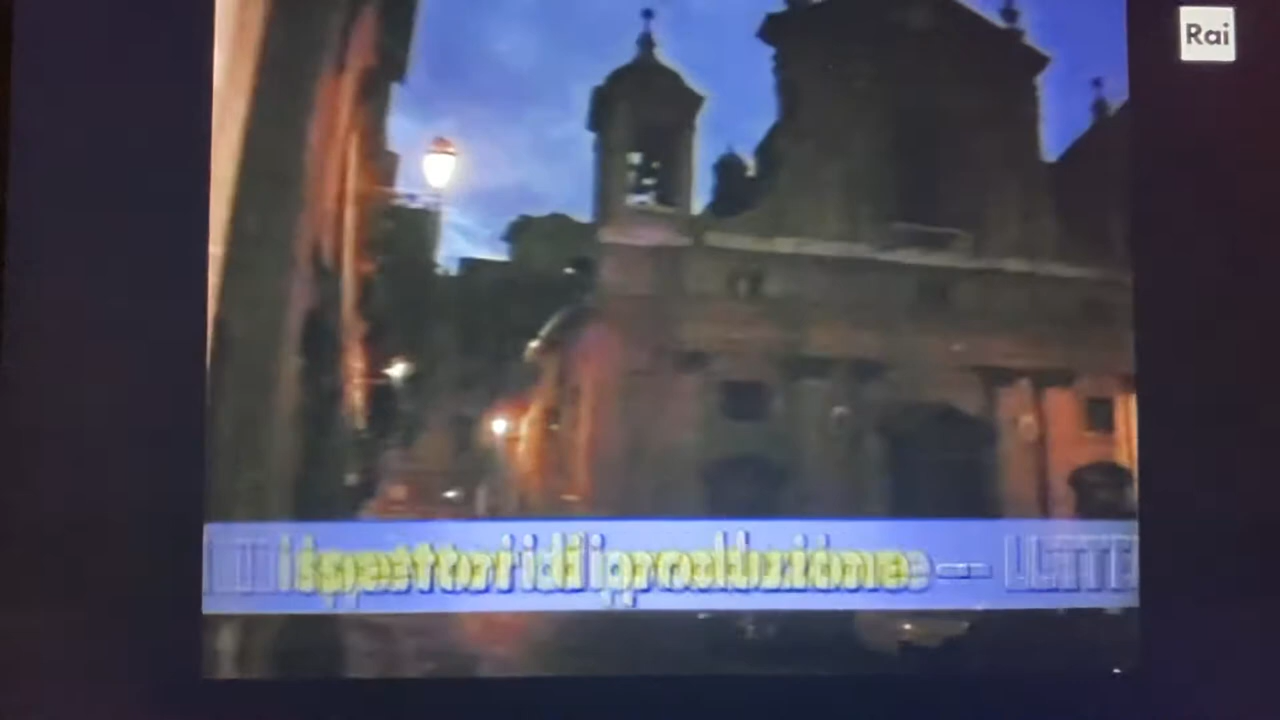 Rai
ispettori di produzione –